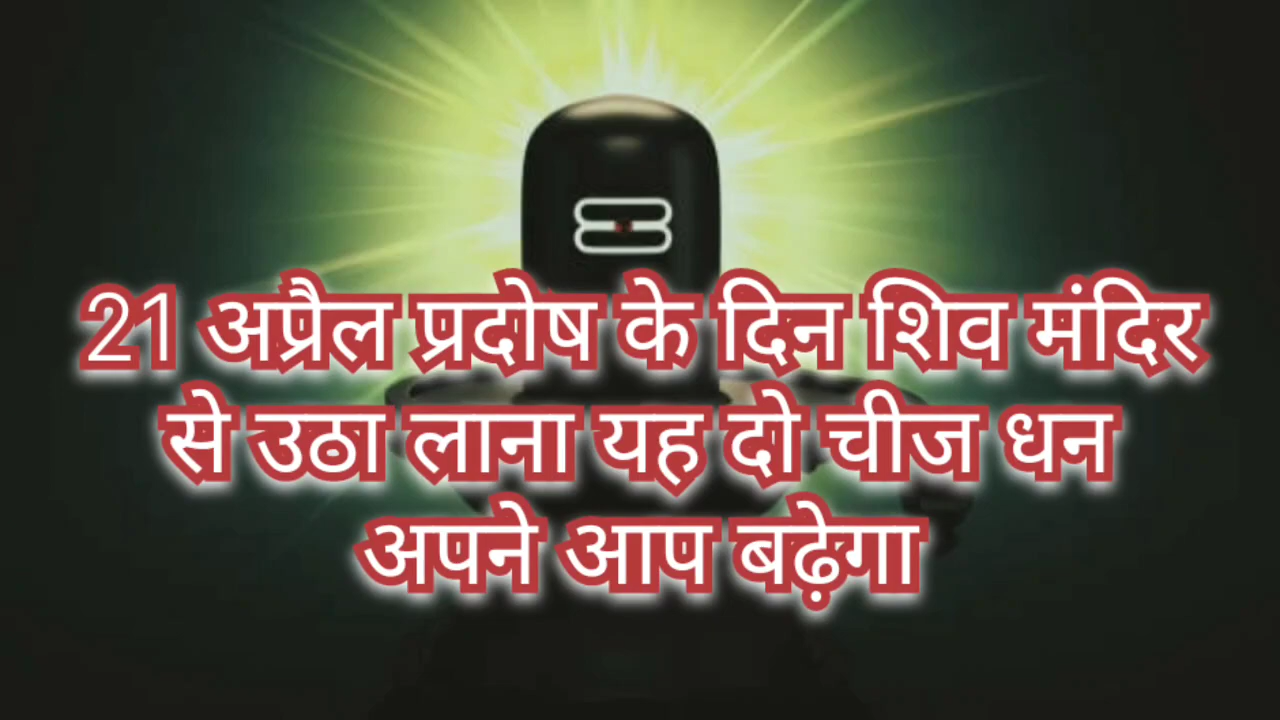 21 अप्रैल प्रदोष के दिन शिव मंदिर
से उठा लाना यह दो चीज धन
अपने आप बढ़ेगा